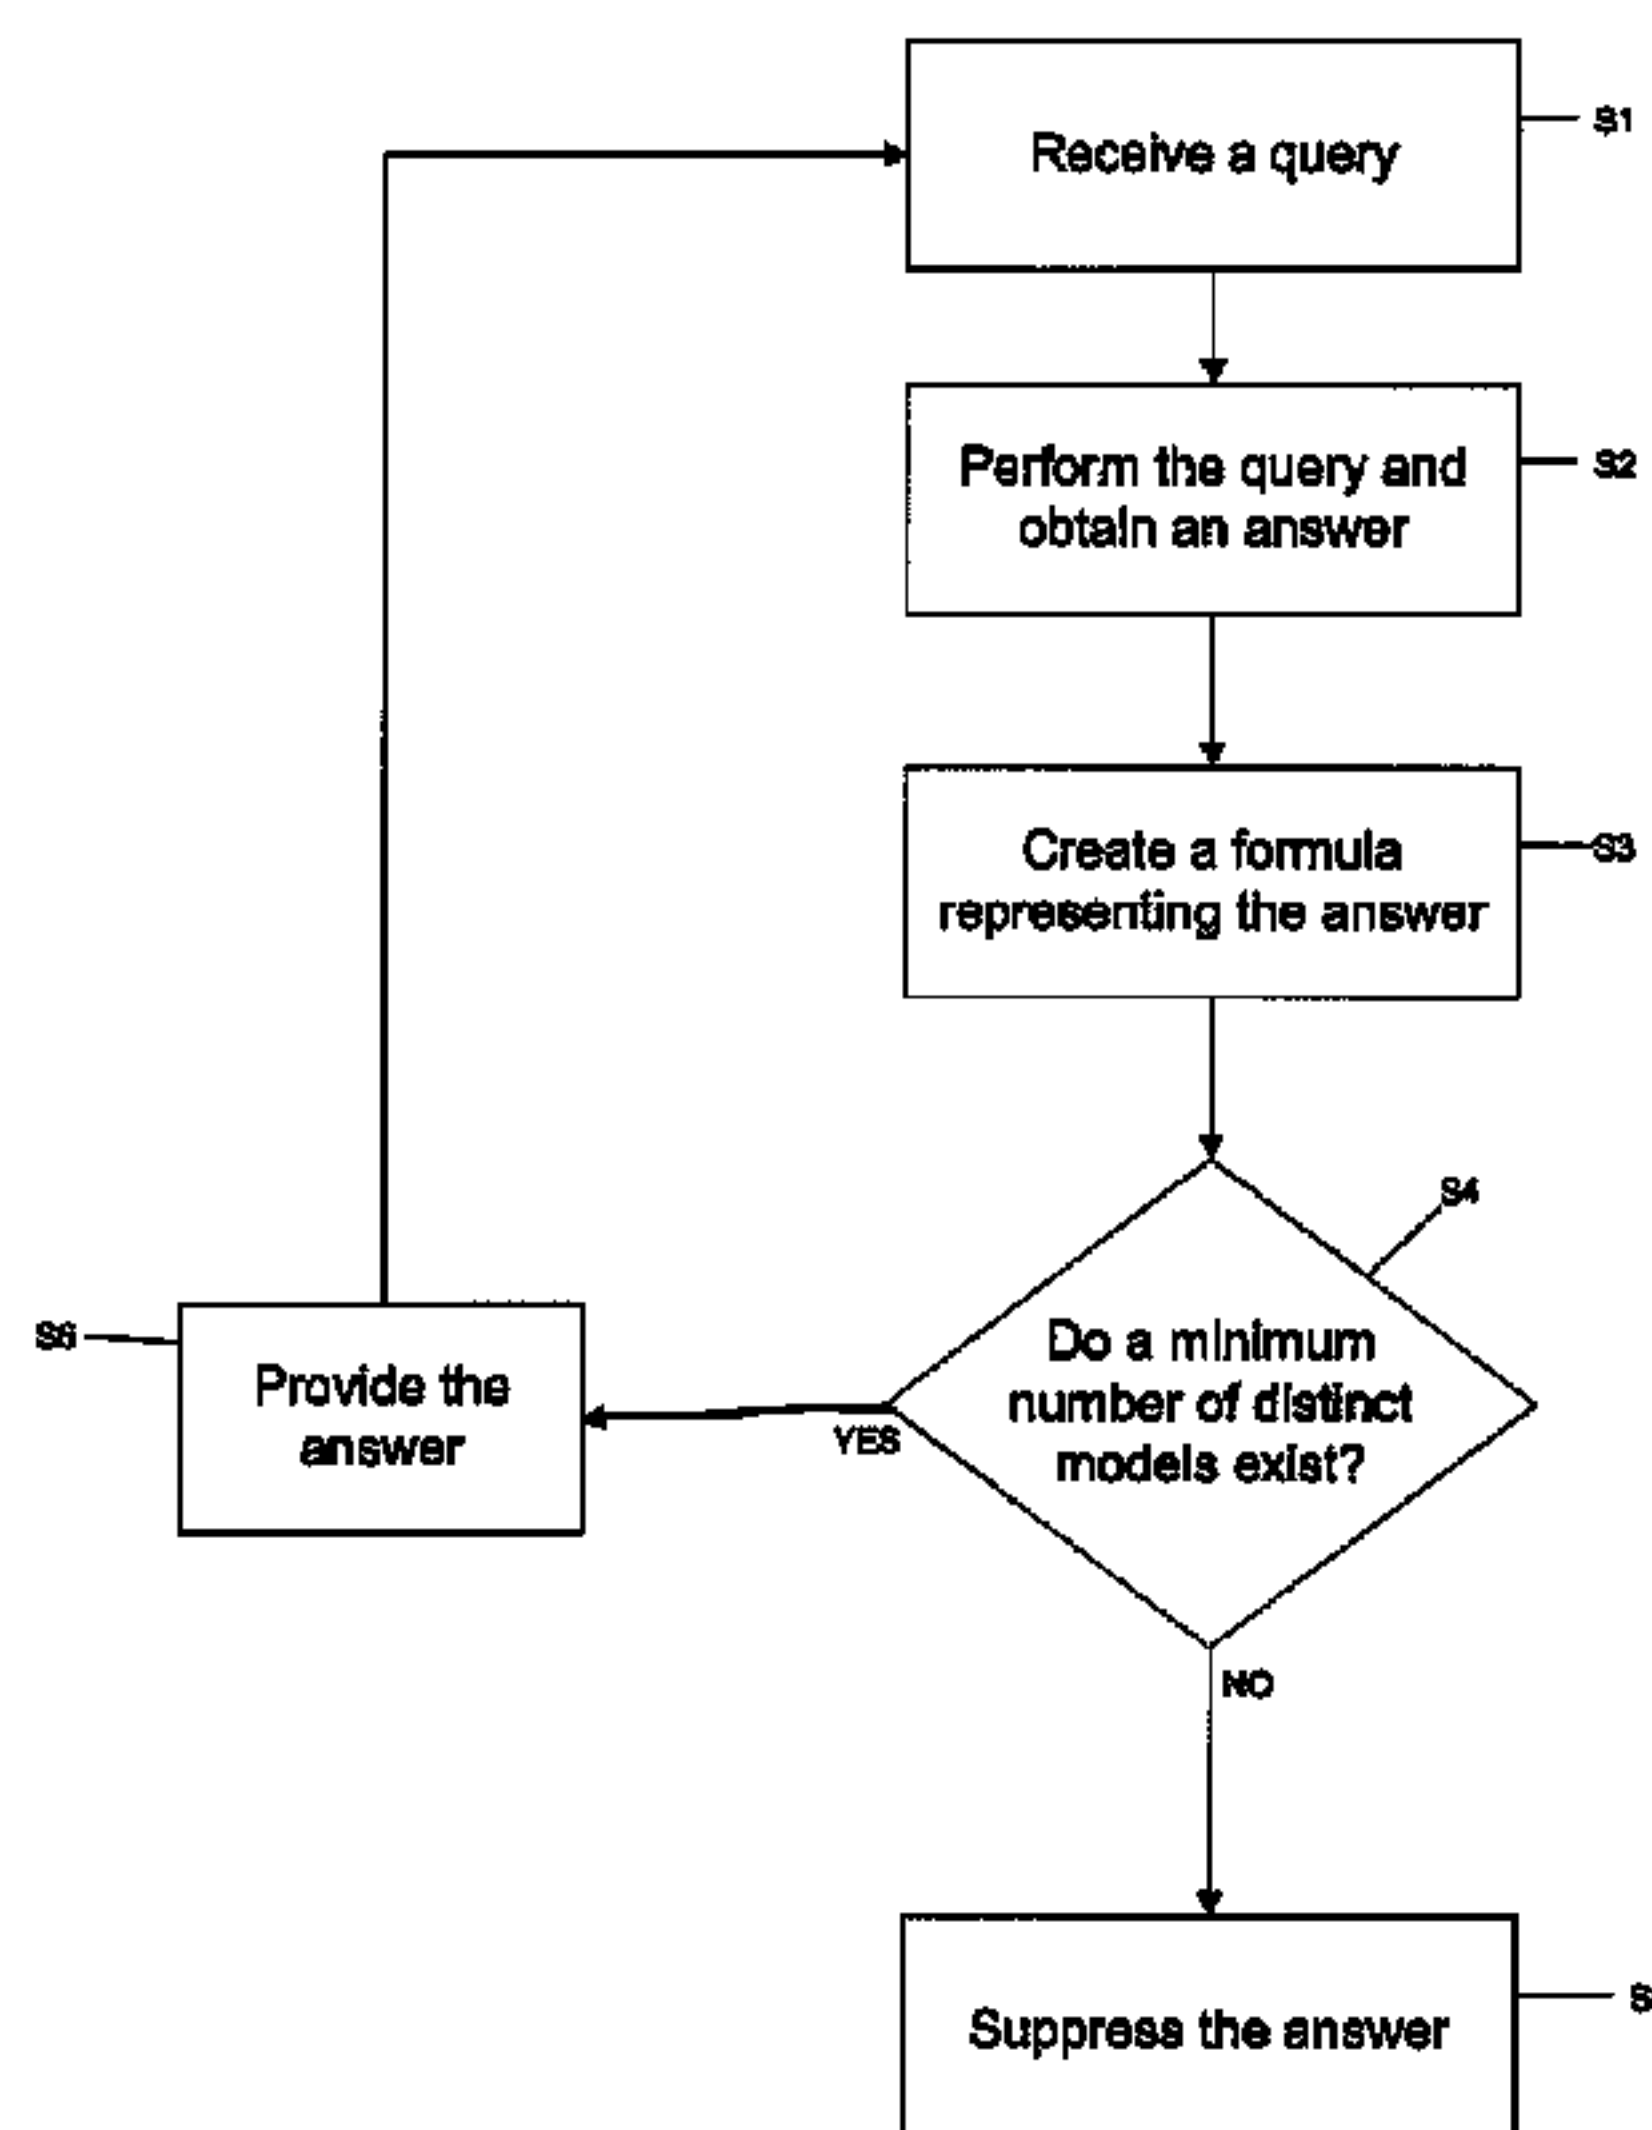 Receive a query
S1
Perform the query and
obtain an answer
S2
Create a formula
representing the answer
S3
S4
Do a minimum
number of distinct
models exist?
YES
S6
Provide the
answer
NO
Suppress the answer
S